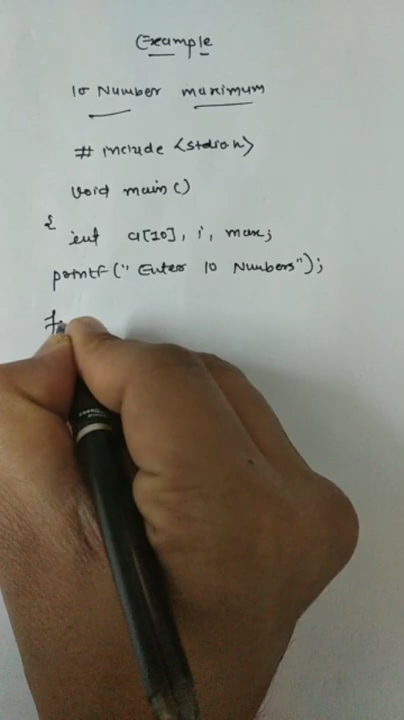 Example
10 Number maximum
# include <stdio.h>
void main()
{
int a[10], i, max;
printf(" Enter 10 Numbers");
f